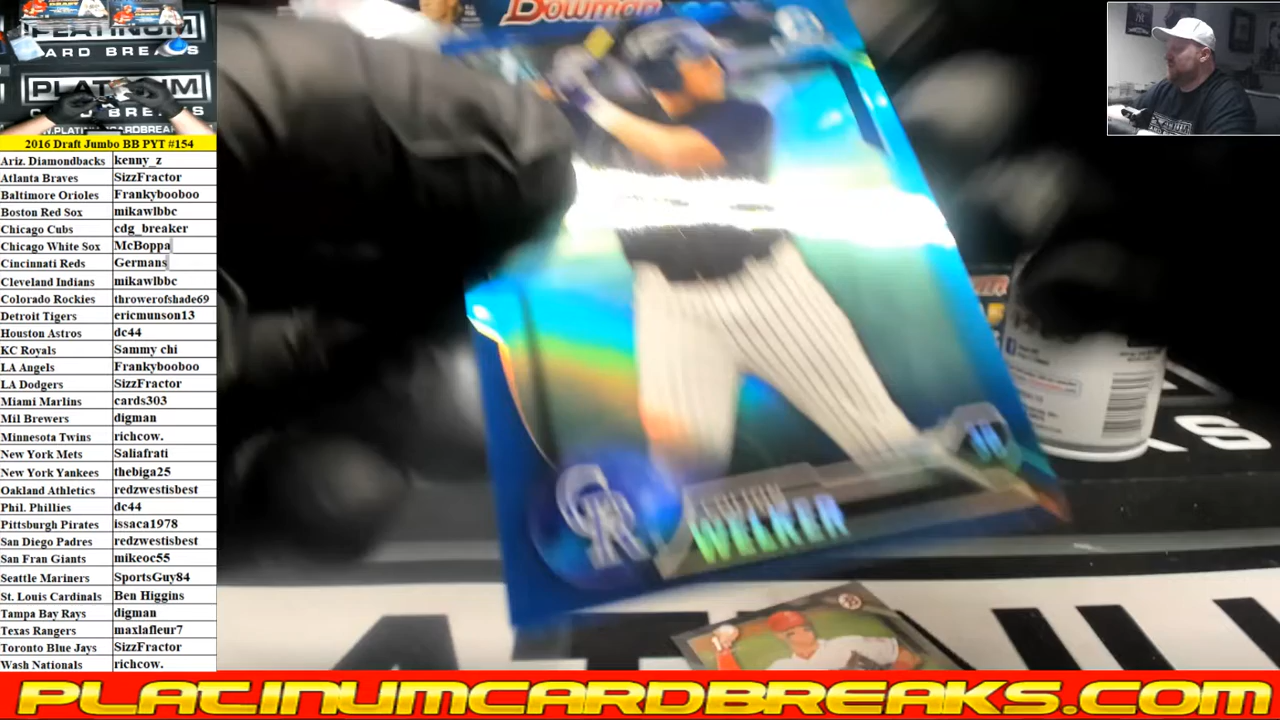 PLATINUM
CARD BREAKS
PLATINUM
2016 Draft Jumbo BB PYT #154
Ariz. Diamondbacks kenny_z
Atlanta Braves SizzFractor
Baltimore Orioles Frankybooboo
Boston Red Sox mikawlbbc
Chicago Cubs cdg_breaker
Chicago White Sox McBoppa
Cincinnati Reds Germans
Cleveland Indians mikawlbbc
Colorado Rockies throwerofshade69
Detroit Tigers ericmunson13
Houston Astros dc44
KC Royals Sammy chi
LA Angels Frankybooboo
LA Dodgers SizzFractor
Miami Marlins cards303
Mil Brewers digman
Minnesota Twins richcow.
New York Mets Saliafrati
New York Yankees thebiga25
Oakland Athletics redzwestisbest
Phil. Phillies dc44
Pittsburgh Pirates issaca1978
San Diego Padres redzwestisbest
San Fran Giants mikeoc55
Seattle Mariners SportsGuy84
St. Louis Cardinals Ben Higgins
Tampa Bay Rays digman
Texas Rangers maxlafleur7
Toronto Blue Jays SizzFractor
Wash Nationals richcow.
Bowman
CR
WELKER
PLATINUMCARDBREAKS.COM